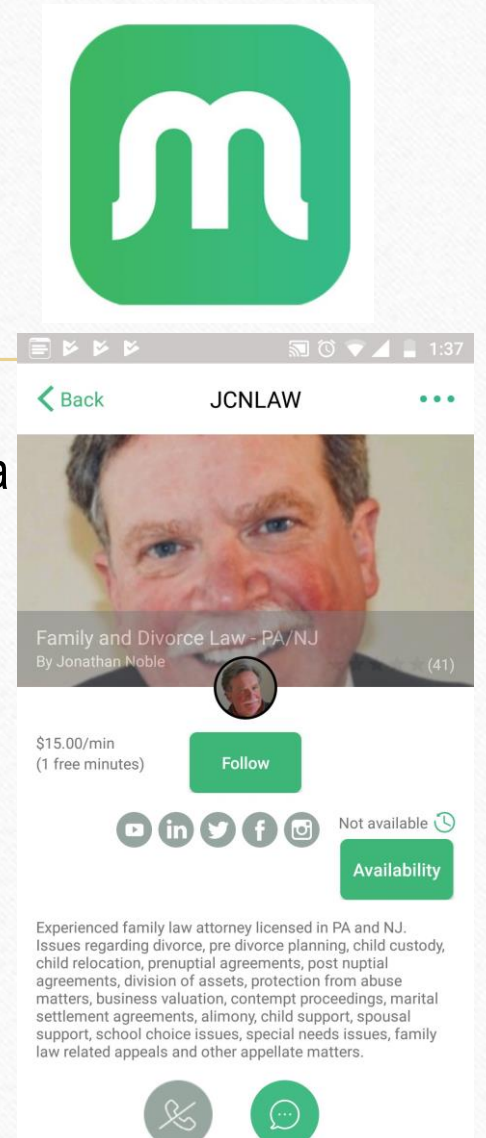 m
1:37
Back JCNLAW
a
Family and Divorce Law - PA/NJ
By Jonathan Noble (41)
$15.00/min
(1 free minutes)
Follow
Not available
Availability
Experienced family law attorney licensed in PA and NJ.
Issues regarding divorce, pre divorce planning, child custody,
child relocation, prenuptial agreements, post nuptial
agreements, division of assets, protection from abuse
matters, business valuation, contempt proceedings, marital
settlement agreements, alimony, child support, spousal
support, school choice issues, special needs issues, family
law related appeals and other appellate matters.